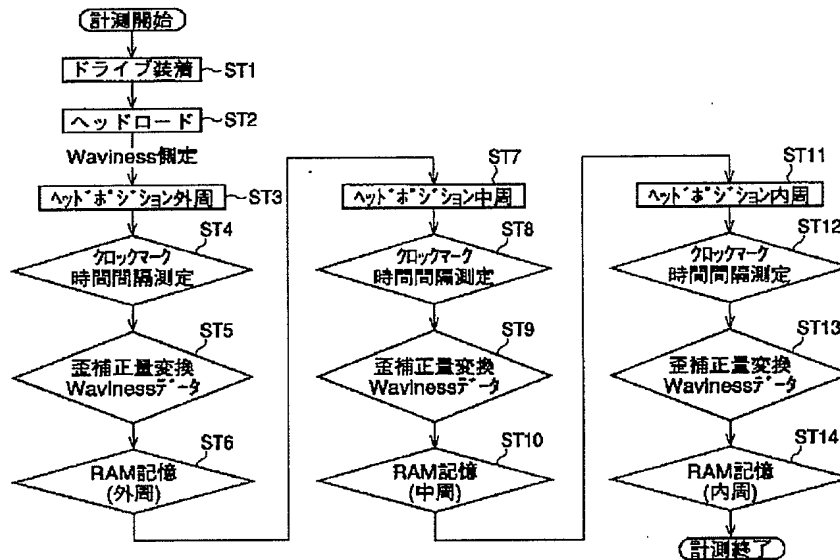 計測開始
ドライブ装着
ST1
ヘッドロード
ST2
Waviness測定
ヘッドポジション外周
ST3
ST4
クロックマーク
時間間隔測定
ST5
歪補正量変換
Wavinessデータ
ST6
RAM記憶
(外周)
ST7
ヘッドポジション中周
ST8
クロックマーク
時間間隔測定
ST9
歪補正量変換
Wavinessデータ
ST10
RAM記憶
(中周)
ST11
ヘッドポジション内周
ST12
クロックマーク
時間間隔測定
ST13
歪補正量変換
Wavinessデータ
ST14
RAM記憶
(内周)
計測終了